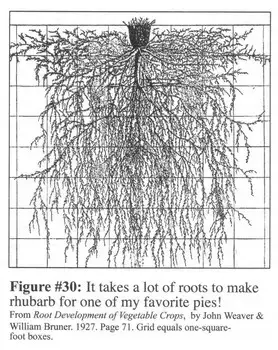 Figure #30: It takes a lot of roots to make
rhubarb for one of my favorite pies!
From Root Development of Vegetable Crops, by John Weaver &
William Bruner. 1927. Page 71. Grid equals one-square-
foot boxes.